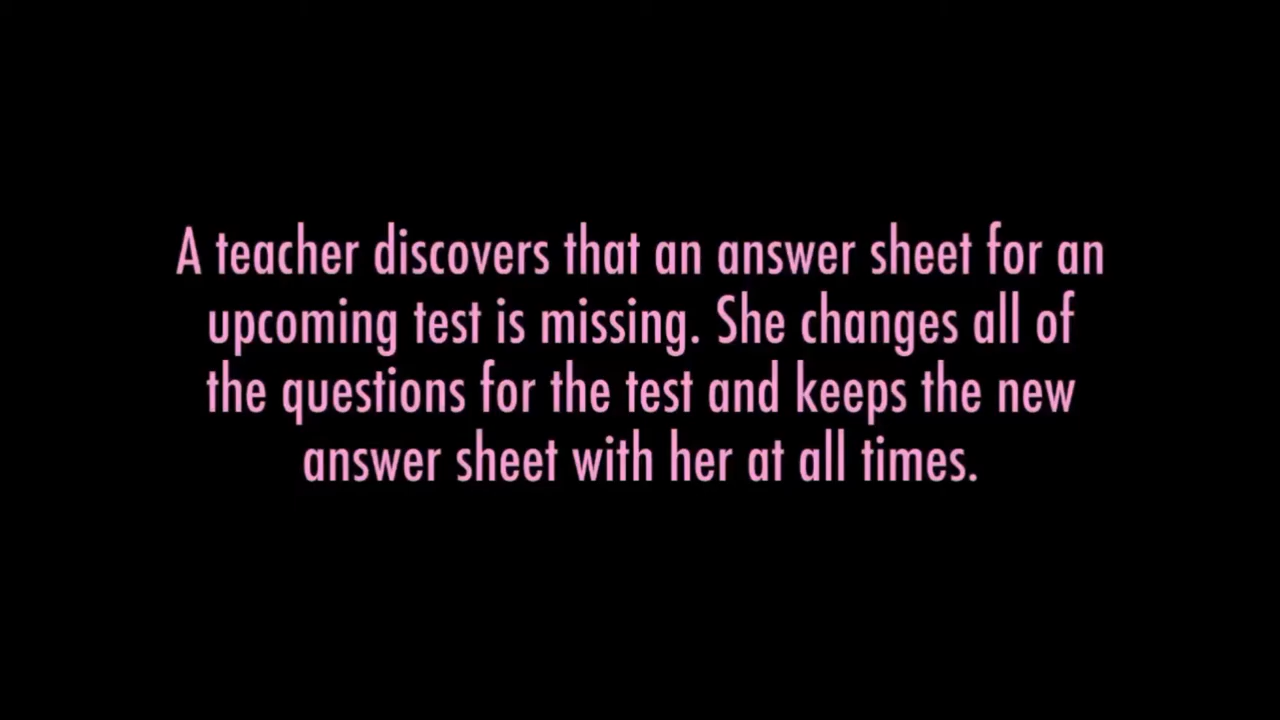 A teacher discovers that an answer sheet for an
upcoming test is missing. She changes all of
the questions for the test and keeps the new
answer sheet with her at all times.